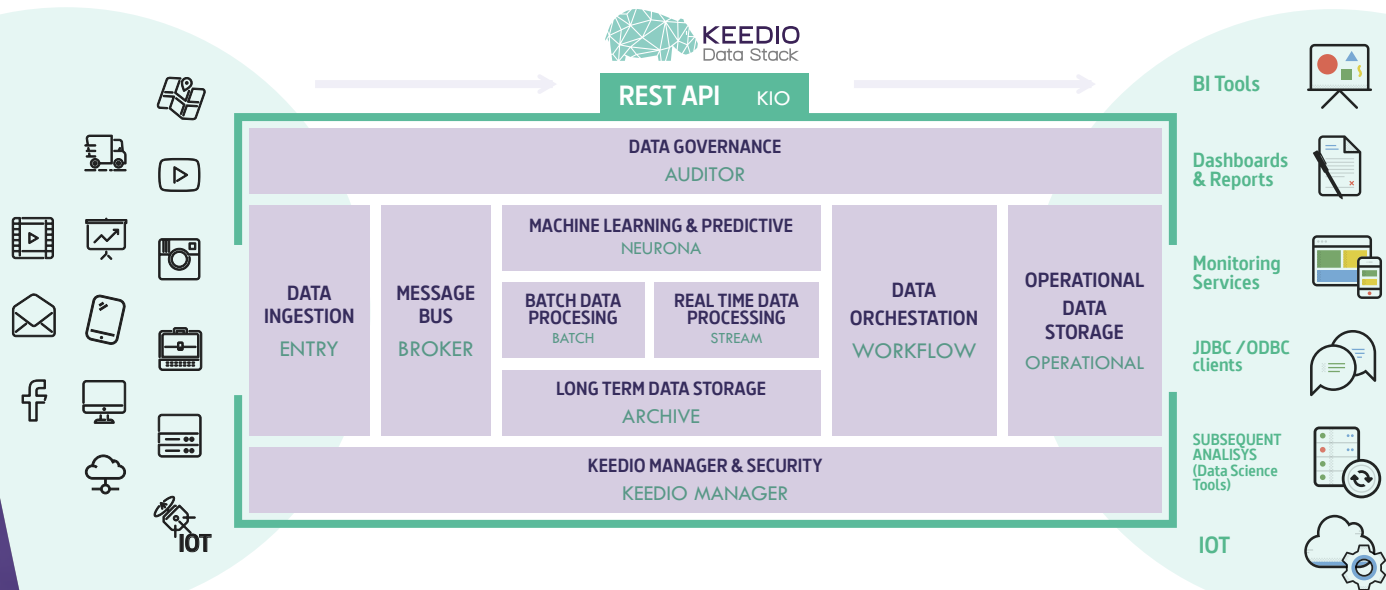 KEEDIO
Data Stack
REST API KIO
DATA GOVERNANCE
AUDITOR
DATA
INGESTION
ENTRY
MESSAGE
BUS
BROKER
MACHINE LEARNING & PREDICTIVE
NEURONA
BATCH DATA
PROCESING
BATCH
REAL TIME DATA
PROCESSING
STREAM
LONG TERM DATA STORAGE
ARCHIVE
DATA
ORCHESTATION
WORKFLOW
OPERATIONAL
DATA
STORAGE
OPERATIONAL
KEEDIO MANAGER & SECURITY
KEEDIO MANAGER
IOT
BI Tools
Dashboards
& Reports
Monitoring
Services
JDBC /ODBC
clients
SUBSEQUENT
ANALISYS
(Data Science
Tools)
IOT